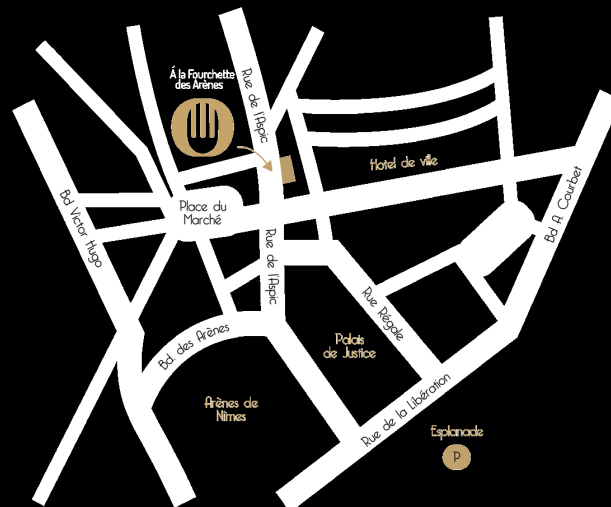 Á la Fourchette
des Arènes
Rue de l'Aspic
Hotel de ville
Bd Victor Hugo
Place du
Marché
Bd A. Courbet
Rue de l'Aspic
Rue Régale
Bd. des Arènes
Palais
de Justice
Arènes de
Nîmes
Rue de la Libération
Esplanade
P